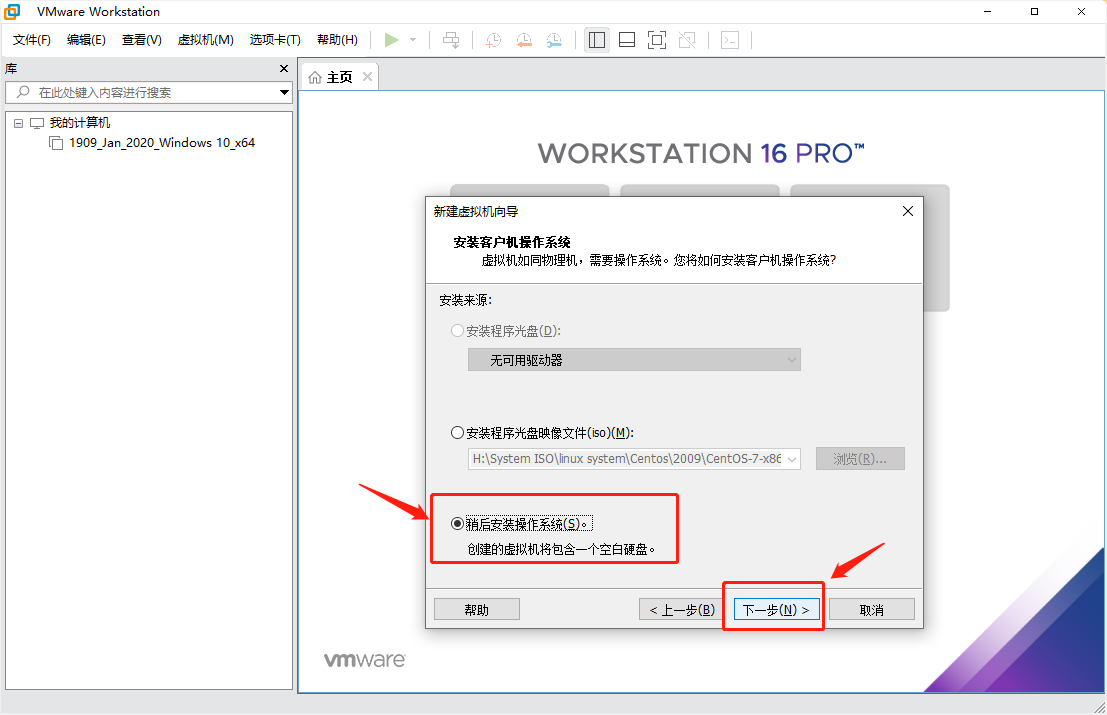 VMware Workstation
文件(F) 编辑(E) 查看(V) 虚拟机(M) 选项卡(T) 帮助(H)
库
在此处键入内容进行搜索
我的计算机
1909_Jan_2020_Windows 10_x64
主页
WORKSTATION 16 PRO™
新建虚拟机向导
安装客户机操作系统
虚拟机如同物理机，需要操作系统。您将如何安装客户机操作系统?
安装来源:
安装程序光盘(D):
无可用驱动器
安装程序光盘映像文件(iso)(M):
H:\System ISO\linux system\Centos\2009\CentOS-7-x86
浏览(R)...
稍后安装操作系统(S)。
创建的虚拟机将包含一个空白硬盘。
帮助
< 上一步(B)
下一步(N) >
取消
vmware